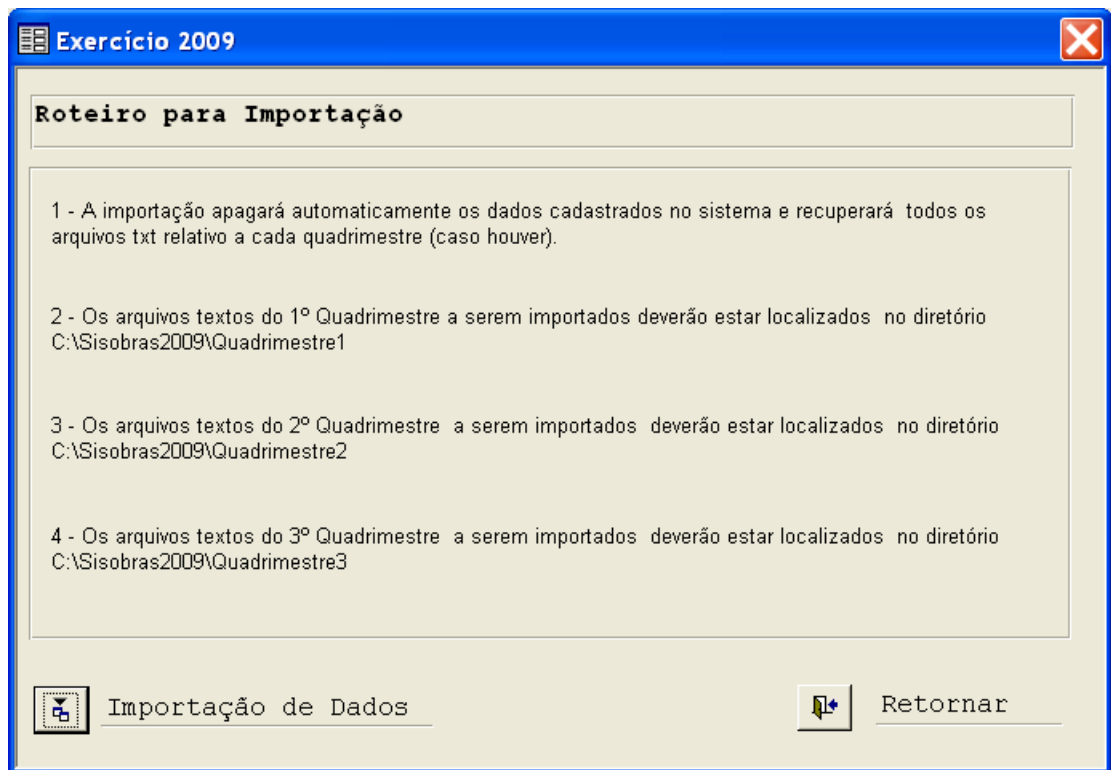 Exercício 2009
Roteiro para Importação
1 - A importação apagará automaticamente os dados cadastrados no sistema e recuperará todos os
arquivos txt relativo a cada quadrimestre (caso houver).
2 - Os arquivos textos do 1º Quadrimestre a serem importados deverão estar localizados no diretório
C:\Sisobras2009\Quadrimestre1
3 - Os arquivos textos do 2º Quadrimestre a serem importados deverão estar localizados no diretório
C:\Sisobras2009\Quadrimestre2
4 - Os arquivos textos do 3º Quadrimestre a serem importados deverão estar localizados no diretório
C:\Sisobras2009\Quadrimestre3
Importação de Dados
Retornar